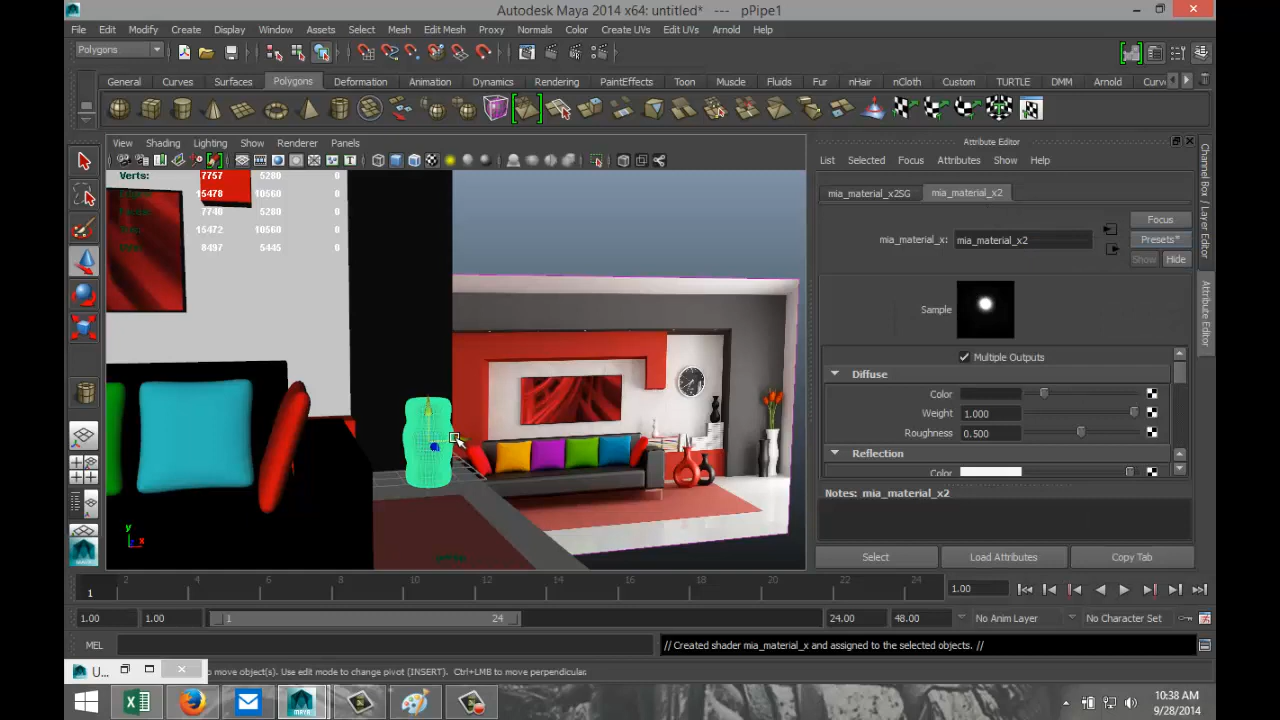 Autodesk Maya 2014 x64: untitled* --- pPipe1
File Edit Modify Create Display Window Assets Select Mesh Edit Mesh Proxy Normals Color Create UVs Edit UVs Arnold Help
Polygons
General Curves Surfaces Polygons Deformation Animation Dynamics Rendering PaintEffects Toon Muscle Fluids Fur nHair nCloth Custom TURTLE DMM Arnold Curv
View Shading Lighting Show Renderer Panels
Attribute Editor
List Selected Focus Attributes Show Help
Verts: 7757 5280 0
15478 10560 0
7740 5280 0
15472 10560 0
8497 5445 0
mia_material_x2SG mia_material_x2
Focus
mia_material_x: mia_material_x2 Presets*
Show Hide
Sample
Multiple Outputs
Diffuse
Color
Weight 1.000
Roughness 0.500
Reflection
Color
Notes: mia_material_x2
Select Load Attributes Copy Tab
Channel Box / Layer Editor
Attribute Editor
y
x
2 4 6 8 10 12 14 16 18 20 22 24
1 1.00
1.00 1.00 1 24 24.00 48.00 No Anim Layer No Character Set
MEL // Created shader mia_material_x and assigned to the selected objects. //
U... to move object(s). Use edit mode to change pivot [INSERT]. Ctrl+LMB to move perpendicular.
10:38 AM
9/28/2014